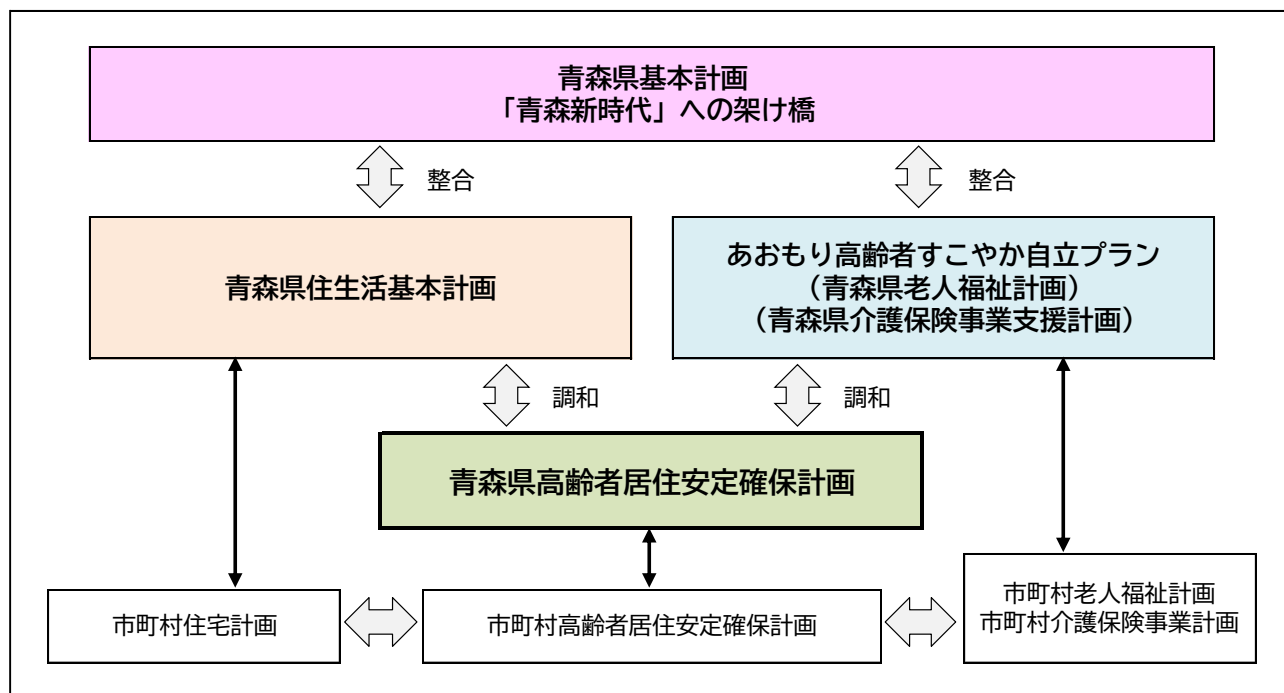 青森県基本計画
「青森新時代」への架け橋
整合
整合
青森県住生活基本計画
あおもり高齢者すこやか自立プラン
（青森県老人福祉計画）
（青森県介護保険事業支援計画）
調和
調和
青森県高齢者居住安定確保計画
市町村住宅計画
市町村高齢者居住安定確保計画
市町村老人福祉計画
市町村介護保険事業計画